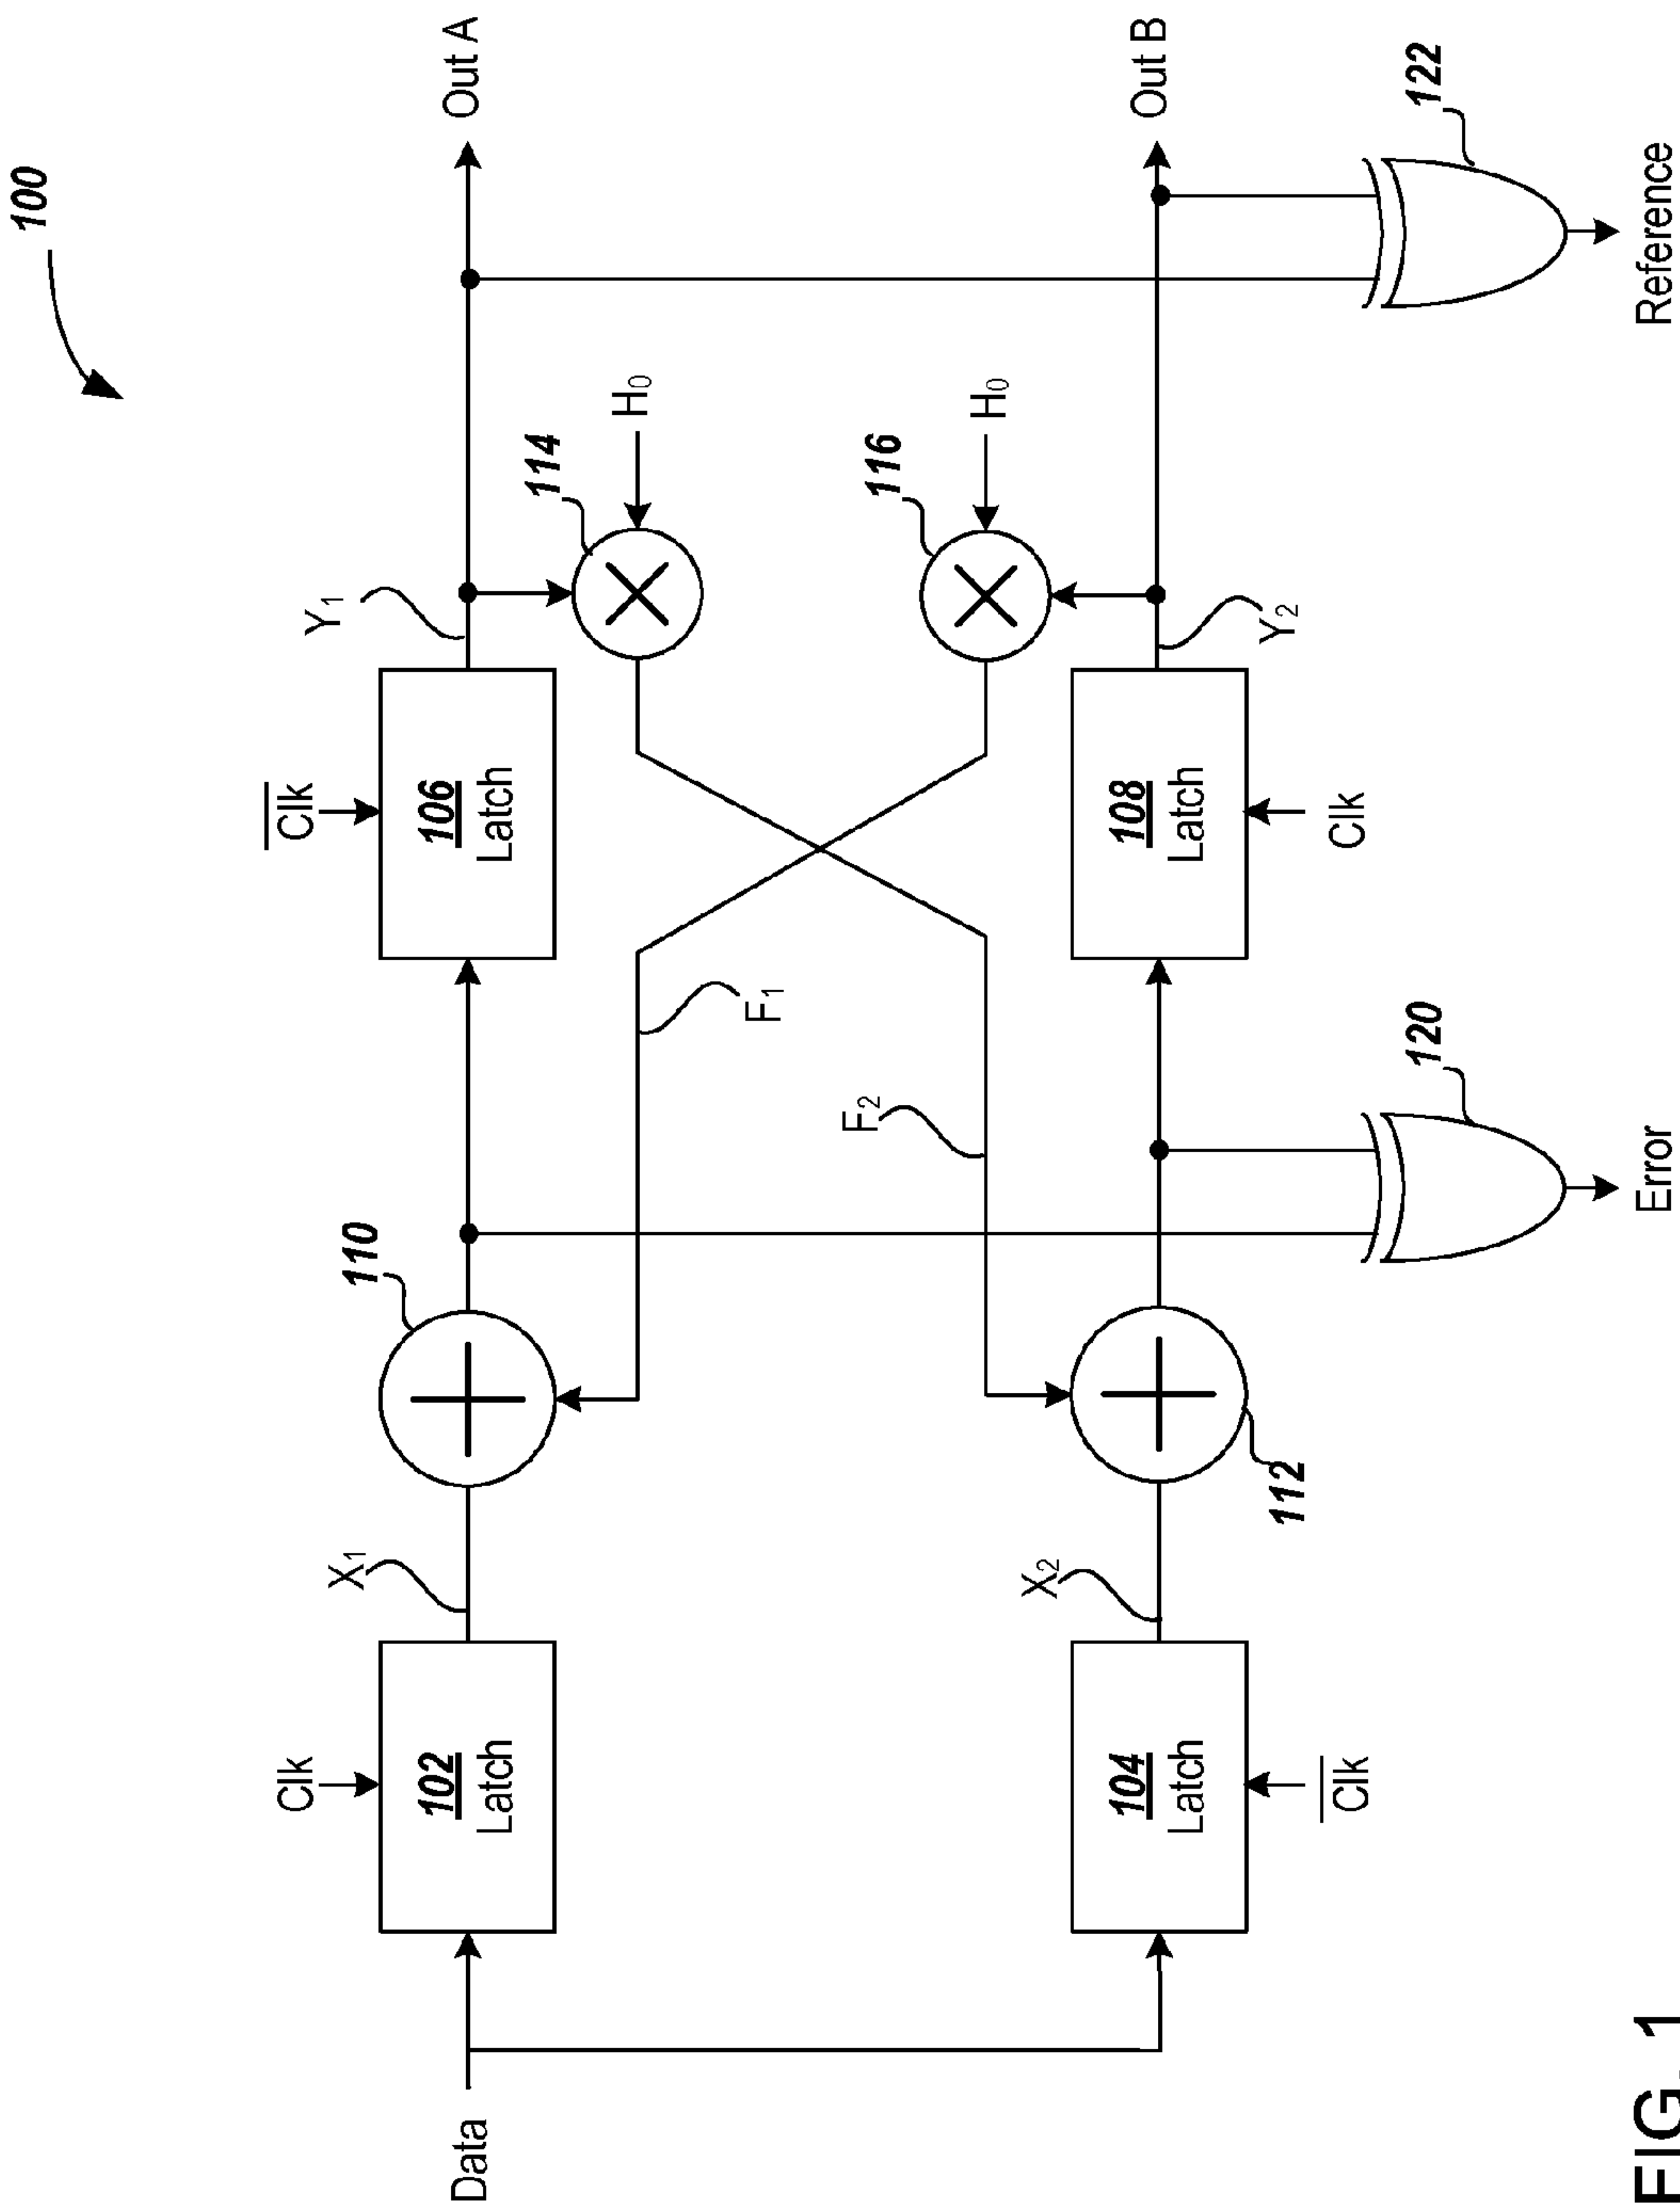 100
Data
Clk
102
Latch
X1
110
Clk
106
Latch
Y1
114
H0
Out A
F1
F2
116
H0
Clk
104
Latch
X2
112
Clk
108
Latch
Y2
Out B
120
Error
122
Reference
FIG. 1